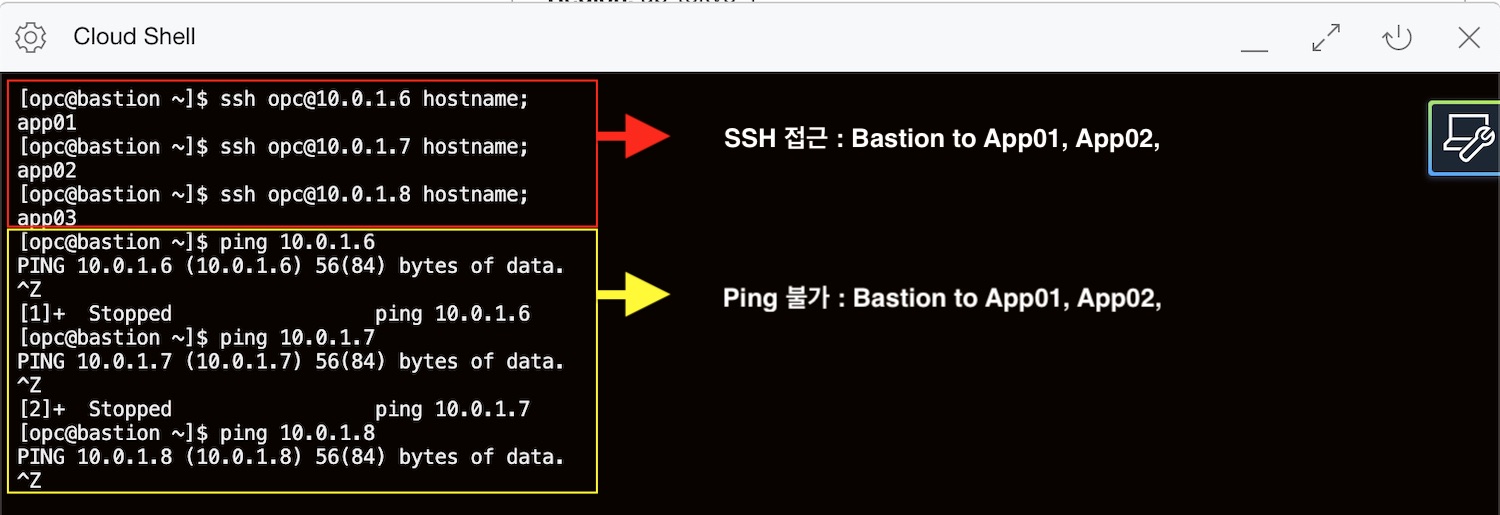 Cloud Shell
[opc@bastion ~]$ ssh opc@10.0.1.6 hostname;
app01
[opc@bastion ~]$ ssh opc@10.0.1.7 hostname;
app02
[opc@bastion ~]$ ssh opc@10.0.1.8 hostname;
app03
SSH 접근 : Bastion to App01, App02,
[opc@bastion ~]$ ping 10.0.1.6
PING 10.0.1.6 (10.0.1.6) 56(84) bytes of data.
^Z
[1]+  Stopped                 ping 10.0.1.6
[opc@bastion ~]$ ping 10.0.1.7
PING 10.0.1.7 (10.0.1.7) 56(84) bytes of data.
^Z
[2]+  Stopped                 ping 10.0.1.7
[opc@bastion ~]$ ping 10.0.1.8
PING 10.0.1.8 (10.0.1.8) 56(84) bytes of data.
^Z
Ping 불가 : Bastion to App01, App02,